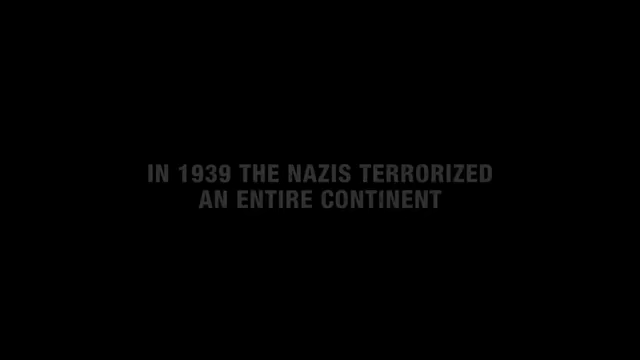 IN 1939 THE NAZIS TERRORIZED
AN ENTIRE CONTINENT